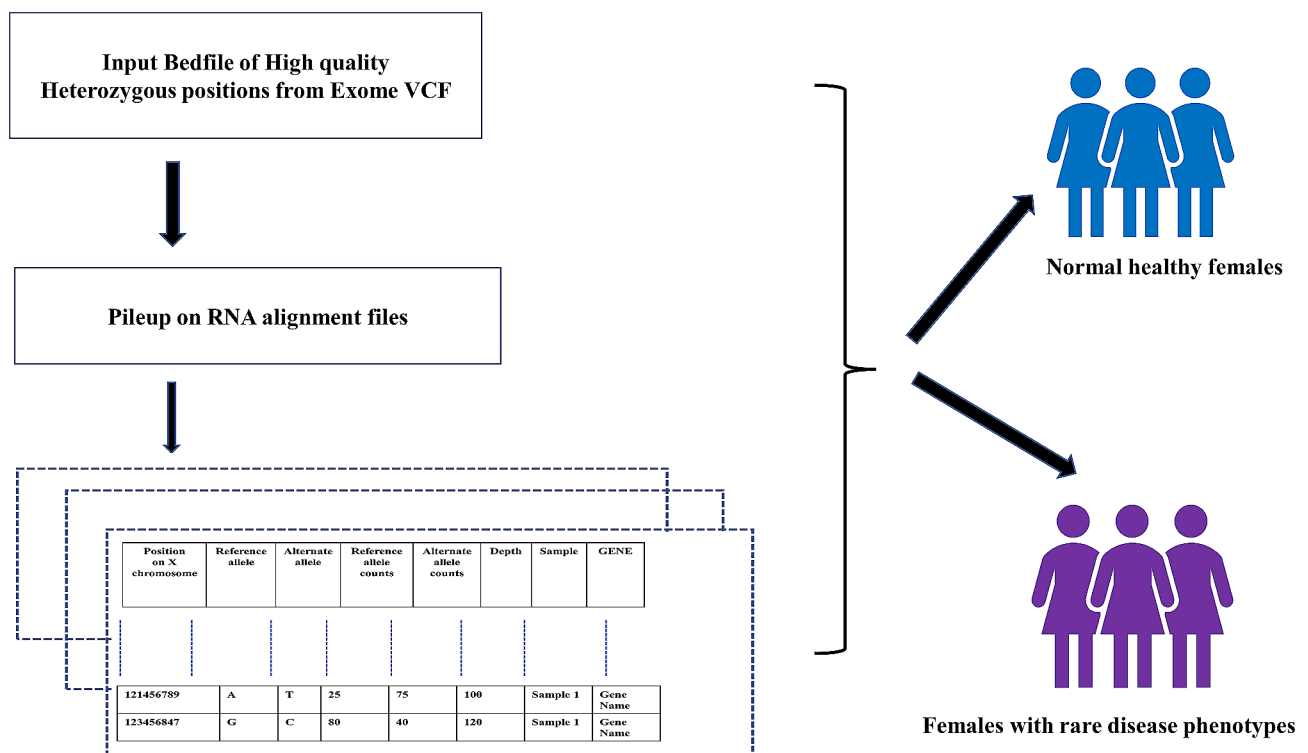 Input Bedfile of High quality
Heterozygous positions from Exome VCF
Pileup on RNA alignment files
Position on X chromosome Reference allele Alternate allele Reference allele counts Alternate allele counts Depth Sample GENE
121456789 A T 25 75 100 Sample 1 Gene Name
123456847 G C 80 40 120 Sample 1 Gene Name
Normal healthy females
Females with rare disease phenotypes